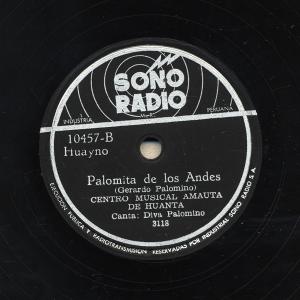 SONO
RADIO
INDUSTRIA
PERUANA
10457-B
Huayno
Palomita de los Andes
(Gerardo Palomino)
CENTRO MUSICAL AMAUTA
DE HUANTA
Canta: Diva Palomino
3118
EJECUCION PUBLICA Y RADIOTRANSMISION RESERVADAS POR INDUSTRIAL SONO RADIO S A